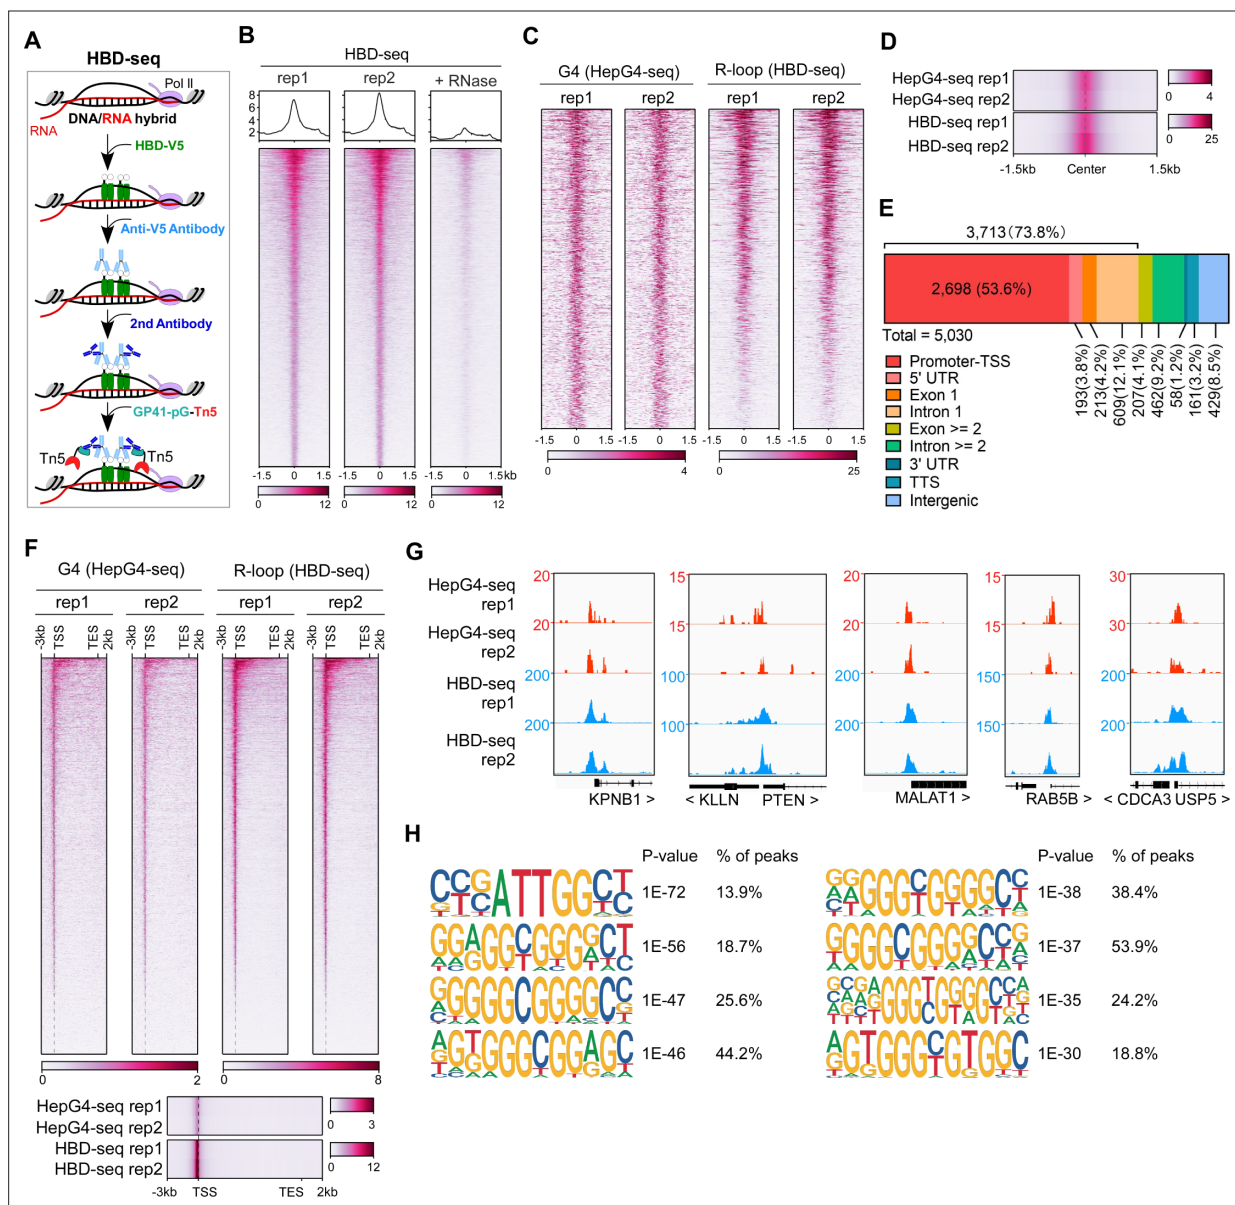 A
HBD-seq
Pol II
RNA
DNA/RNA hybrid
HBD-V5
Anti-V5 Antibody
2nd Antibody
GP41-pG-Tn5
Tn5 Tn5
B
HBD-seq
rep1 rep2 + RNase
8
6
4
2
-1.5 0 1.5 -1.5 0 1.5 -1.5 0 1.5kb
0 12 0 12 0 12
C
G4 (HepG4-seq) R-loop (HBD-seq)
rep1 rep2 rep1 rep2
-1.5 0 1.5 -1.5 0 1.5 -1.5 0 1.5 -1.5 0 1.5
0 4 0 25
D
HepG4-seq rep1
HepG4-seq rep2
0 4
HBD-seq rep1
HBD-seq rep2
0 25
-1.5kb Center 1.5kb
E
3,713(73.8%)
2,698 (53.6%)
Total = 5,030
193(3.8%)
213(4.2%)
609(12.1%)
207(4.1%)
462(9.2%)
58(1.2%)
161(3.2%)
429(8.5%)
Promoter-TSS
5' UTR
Exon 1
Intron 1
Exon >= 2
Intron >= 2
3' UTR
TTS
Intergenic
F
G4 (HepG4-seq) R-loop (HBD-seq)
rep1 rep2 rep1 rep2
-3kb TSS TES 2kb -3kb TSS TES 2kb -3kb TSS TES 2kb -3kb TSS TES 2kb
0 2 0 8
HepG4-seq rep1
HepG4-seq rep2
0 3
HBD-seq rep1
HBD-seq rep2
0 12
-3kb TSS TES 2kb
G
HepG4-seq rep1
20 15 20 15 30
HepG4-seq rep2
20 15 20 15 30
HBD-seq rep1
200 100 200 150 200
HBD-seq rep2
200 100 200 150 200
KPNB1 > < KLLN PTEN > MALAT1 > RAB5B > < CDCA3 USP5 >
H
P-value % of peaks P-value % of peaks
CCGATTGGCT 1E-72 13.9% GGGGGCGGGGCC 1E-38 38.4%
GGAGGCGGGGCT 1E-56 18.7% GGGGCGGGGCCG 1E-37 53.9%
GGGGGCGGGGCC 1E-47 25.6% GCGAGGGTGGGCCA 1E-35 24.2%
AGTGGGCGGAGC 1E-46 44.2% AGTGGGCGTGGC 1E-30 18.8%